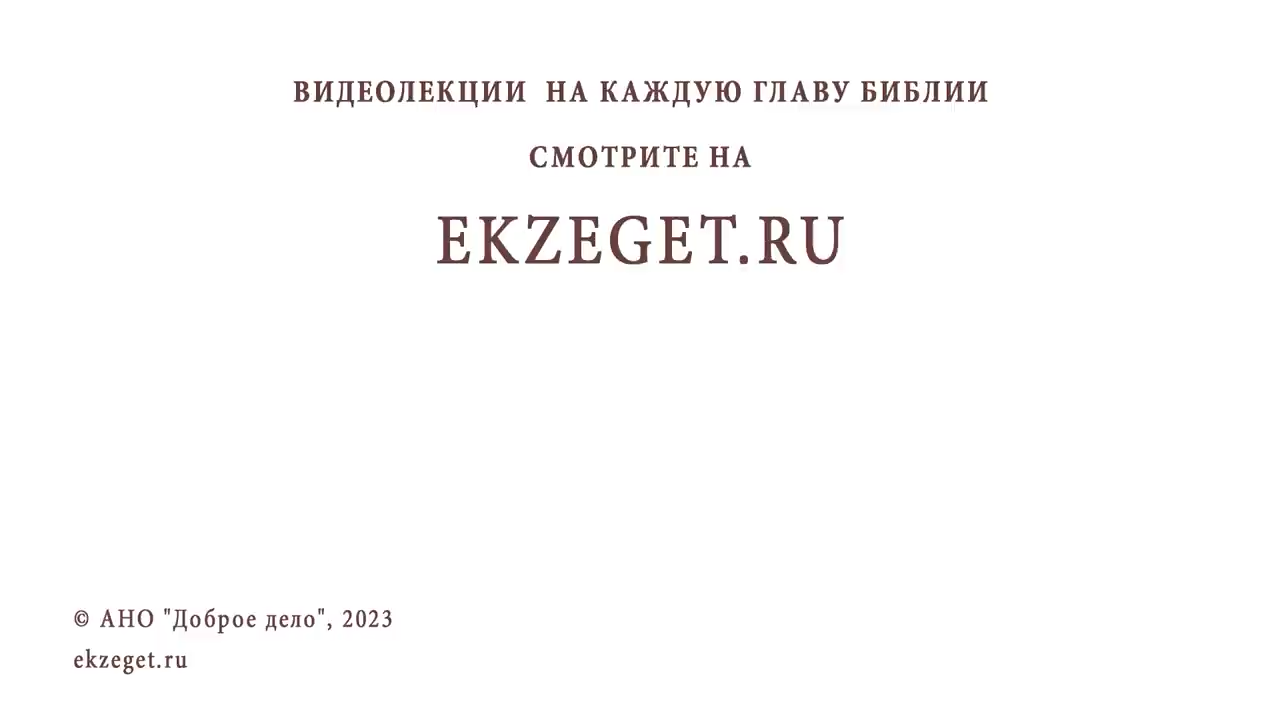 ВИДЕОЛЕКЦИИ НА КАЖДУЮ ГЛАВУ БИБЛИИ
СМОТРИТЕ НА
EKZEGET.RU
© АНО "Доброе дело", 2023
ekzeget.ru